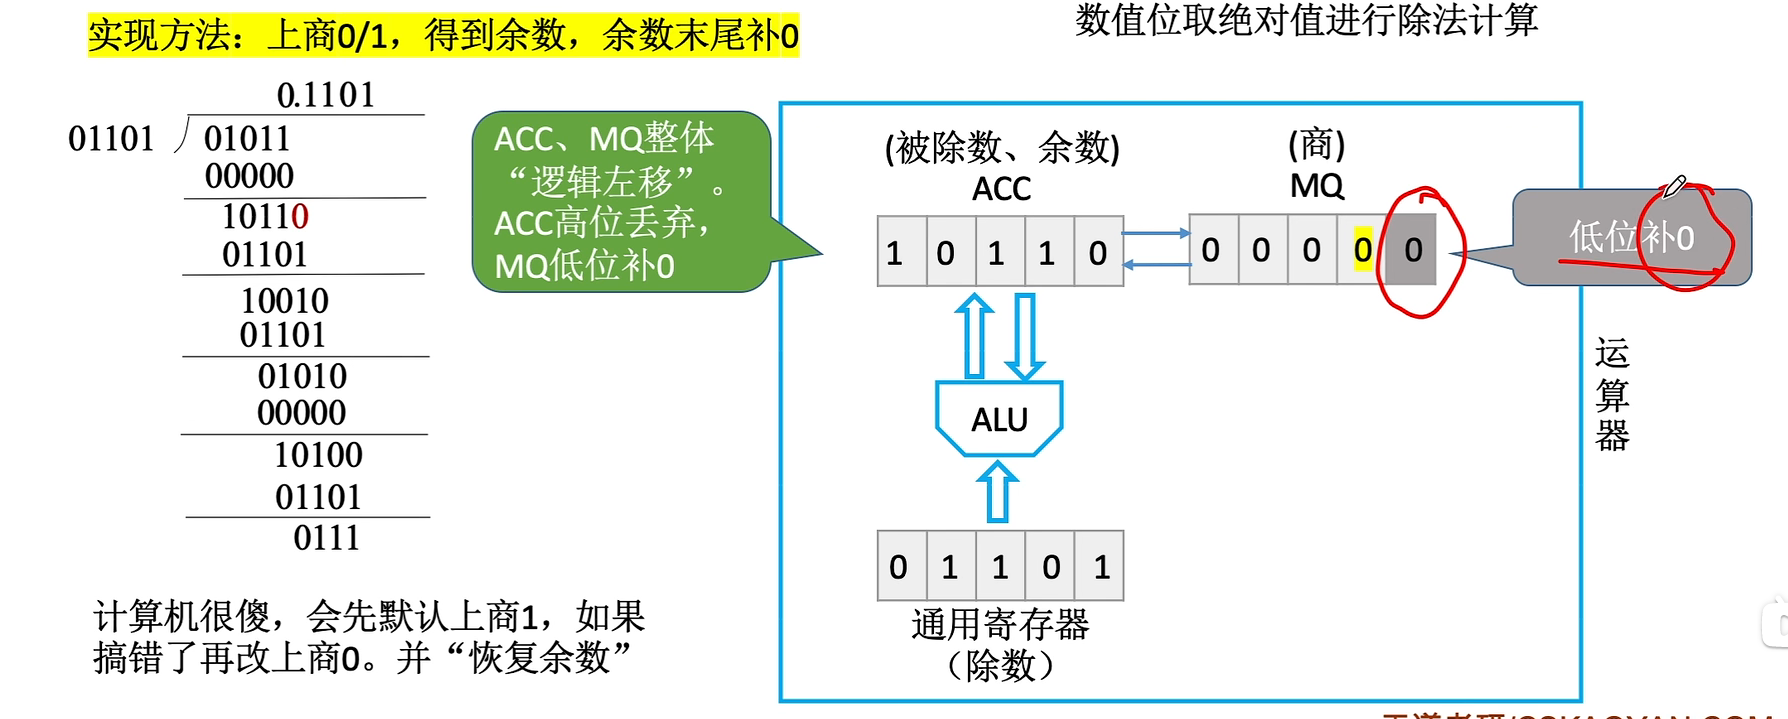 实现方法：上商0/1，得到余数，余数末尾补0
数值位取绝对值进行除法计算
0.1101
01101 01011
00000
10110
01101
10010
01101
01010
00000
10100
01101
0111
计算机很傻，会先默认上商1，如果
搞错了再改上商0。并“恢复余数”
ACC、MQ整体
“逻辑左移”。
ACC高位丢弃，
MQ低位补0
(被除数、余数)
ACC
(商)
MQ
1 0 1 1 0
0 0 0 0 0
低位补0
ALU
0 1 1 0 1
通用寄存器
（除数）
运
算
器